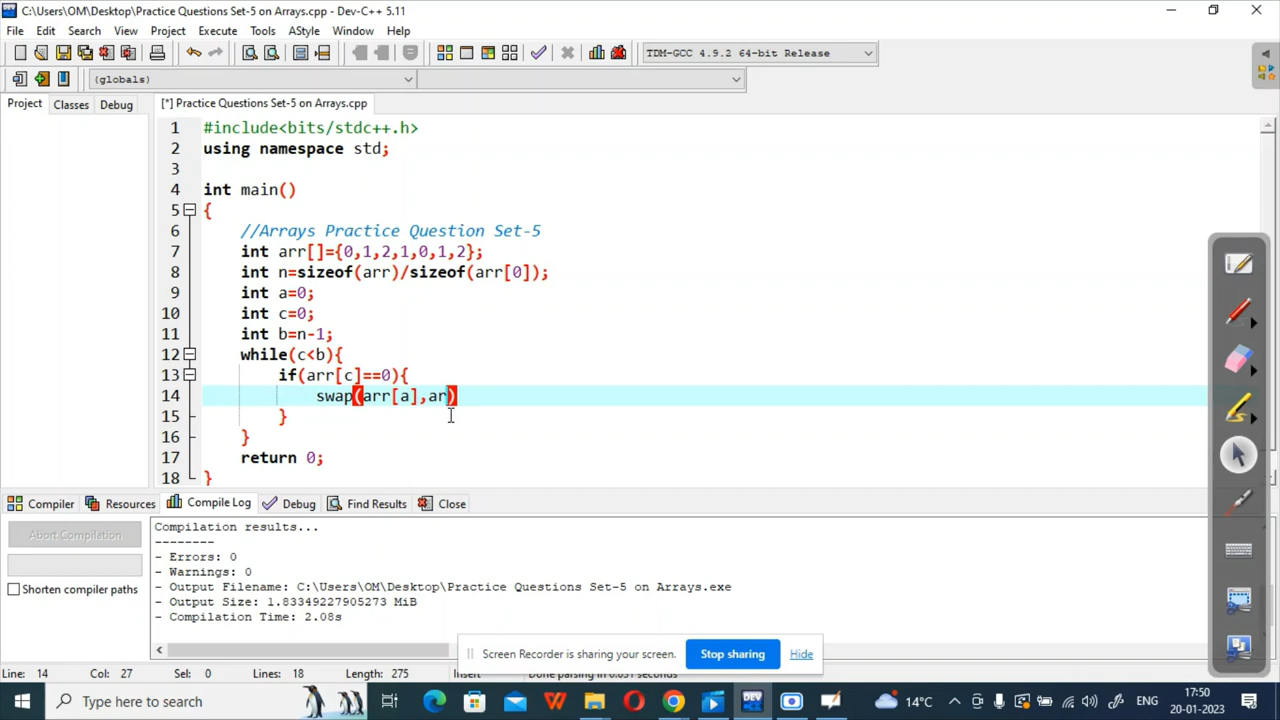 C:\Users\OM\Desktop\Practice Questions Set-5 on Arrays.cpp - Dev-C++ 5.11
File Edit Search View Project Execute Tools AStyle Window Help
TDM-GCC 4.9.2 64-bit Release
(globals)
Project Classes Debug
[*] Practice Questions Set-5 on Arrays.cpp
1 #include<bits/stdc++.h>
2 using namespace std;
3
4 int main()
5 {
6 //Arrays Practice Question Set-5
7 int arr[]={0,1,2,1,0,1,2};
8 int n=sizeof(arr)/sizeof(arr[0]);
9 int a=0;
10 int c=0;
11 int b=n-1;
12 while(c<b){
13 if(arr[c]==0){
14 swap(arr[a],ar)
15 }
16 }
17 return 0;
18 }
Compiler Resources Compile Log Debug Find Results Close
Abort Compilation
Shorten compiler paths
Compilation results...
--------
- Errors: 0
- Warnings: 0
- Output Filename: C:\Users\OM\Desktop\Practice Questions Set-5 on Arrays.exe
- Output Size: 1.83349227905273 MiB
- Compilation Time: 2.08s
Screen Recorder is sharing your screen. Stop sharing Hide
Line: 14 Col: 27 Sel: 0 Lines: 18 Length: 275 Insert seconds
Type here to search
DEV
14°C
ENG
17:50
20-01-2023